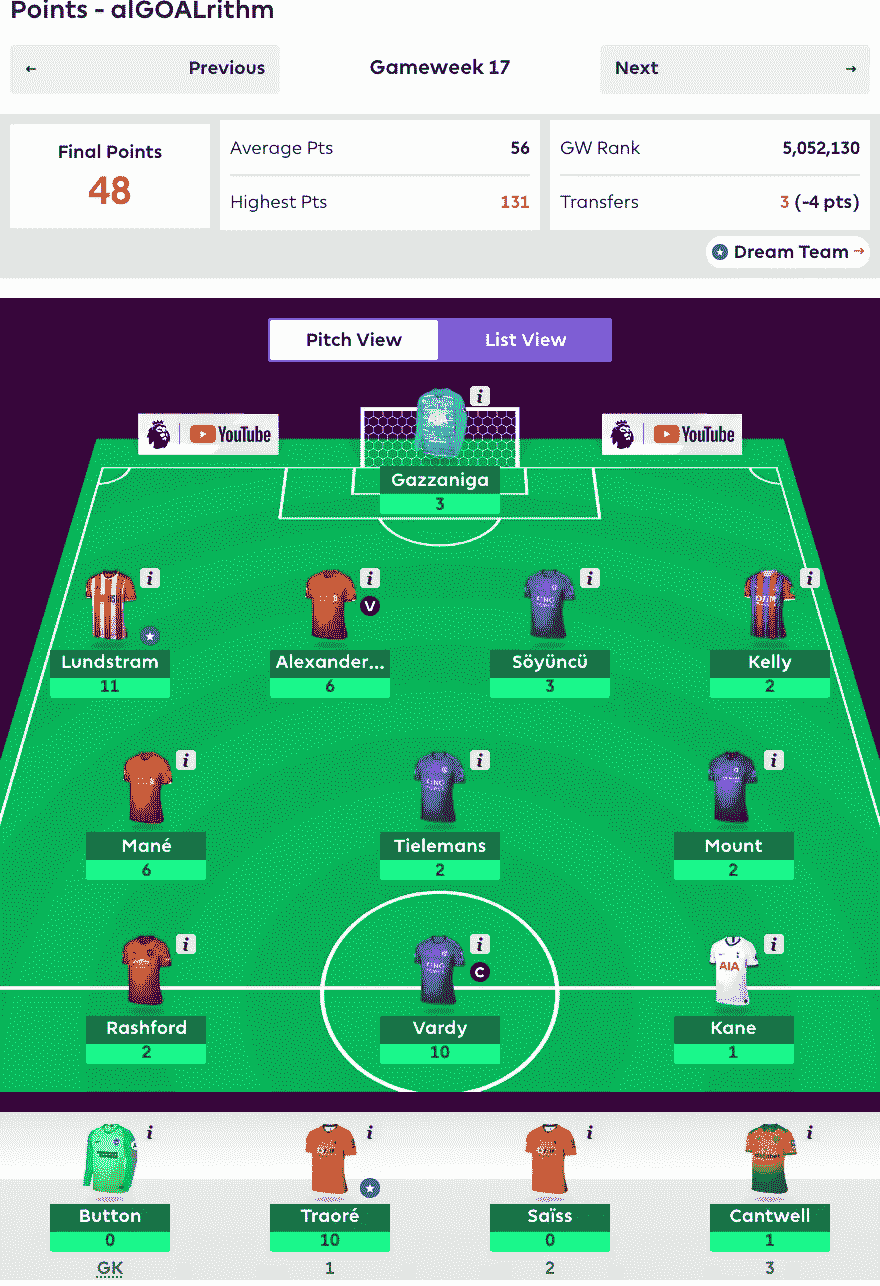 Points - alGOALrithm
← Previous
Gameweek 17
Next →
Final Points
48
Average Pts 56
Highest Pts 131
GW Rank 5,052,130
Transfers 3 (-4 pts)
Dream Team →
Pitch View
List View
YouTube
YouTube
Gazzaniga
3
Lundstram
11
V
Alexander...
6
Söyüncü
3
Kelly
2
Mané
6
Tielemans
2
Mount
2
Rashford
2
C
Vardy
10
AIA
Kane
1
Button
0
GK
Traoré
10
1
Saïss
0
2
Cantwell
1
3